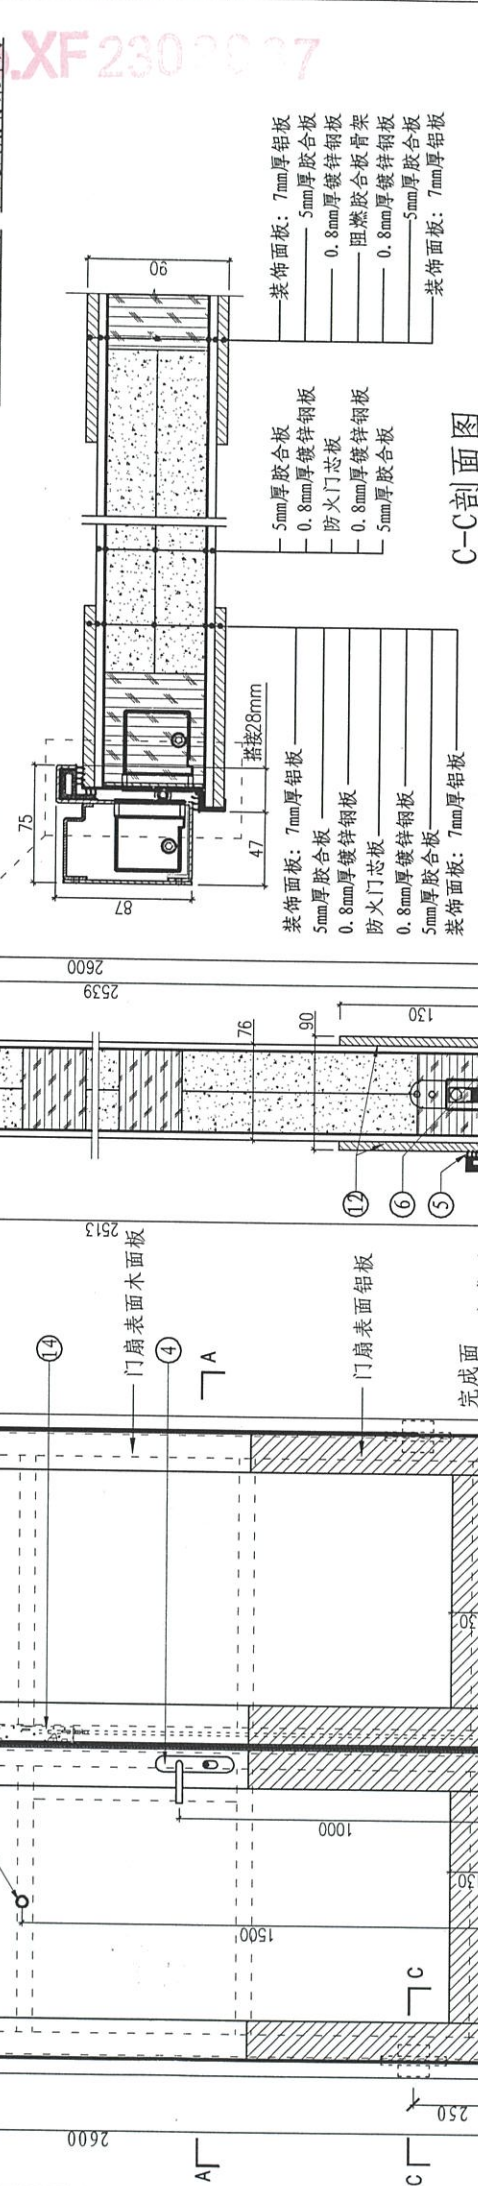 .XF 230
装饰面板：7mm厚铝板
5mm厚胶合板
0.8mm厚镀锌钢板
阻燃胶合板骨架
0.8mm厚镀锌钢板
5mm厚胶合板
装饰面板：7mm厚铝板
90
5mm厚胶合板
0.8mm厚镀锌钢板
防火门芯板
0.8mm厚镀锌钢板
5mm厚胶合板
C-C剖面图
搭接28mm
75
47
87
装饰面板：7mm厚铝板
5mm厚胶合板
0.8mm厚镀锌钢板
防火门芯板
0.8mm厚镀锌钢板
5mm厚胶合板
装饰面板：7mm厚铝板
2600
2539
76
90
130
12
6
5
2513
14
门扇表面木面板
4
A
门扇表面铝板
完成面
1000
1500
130
C
2600
A
C
250